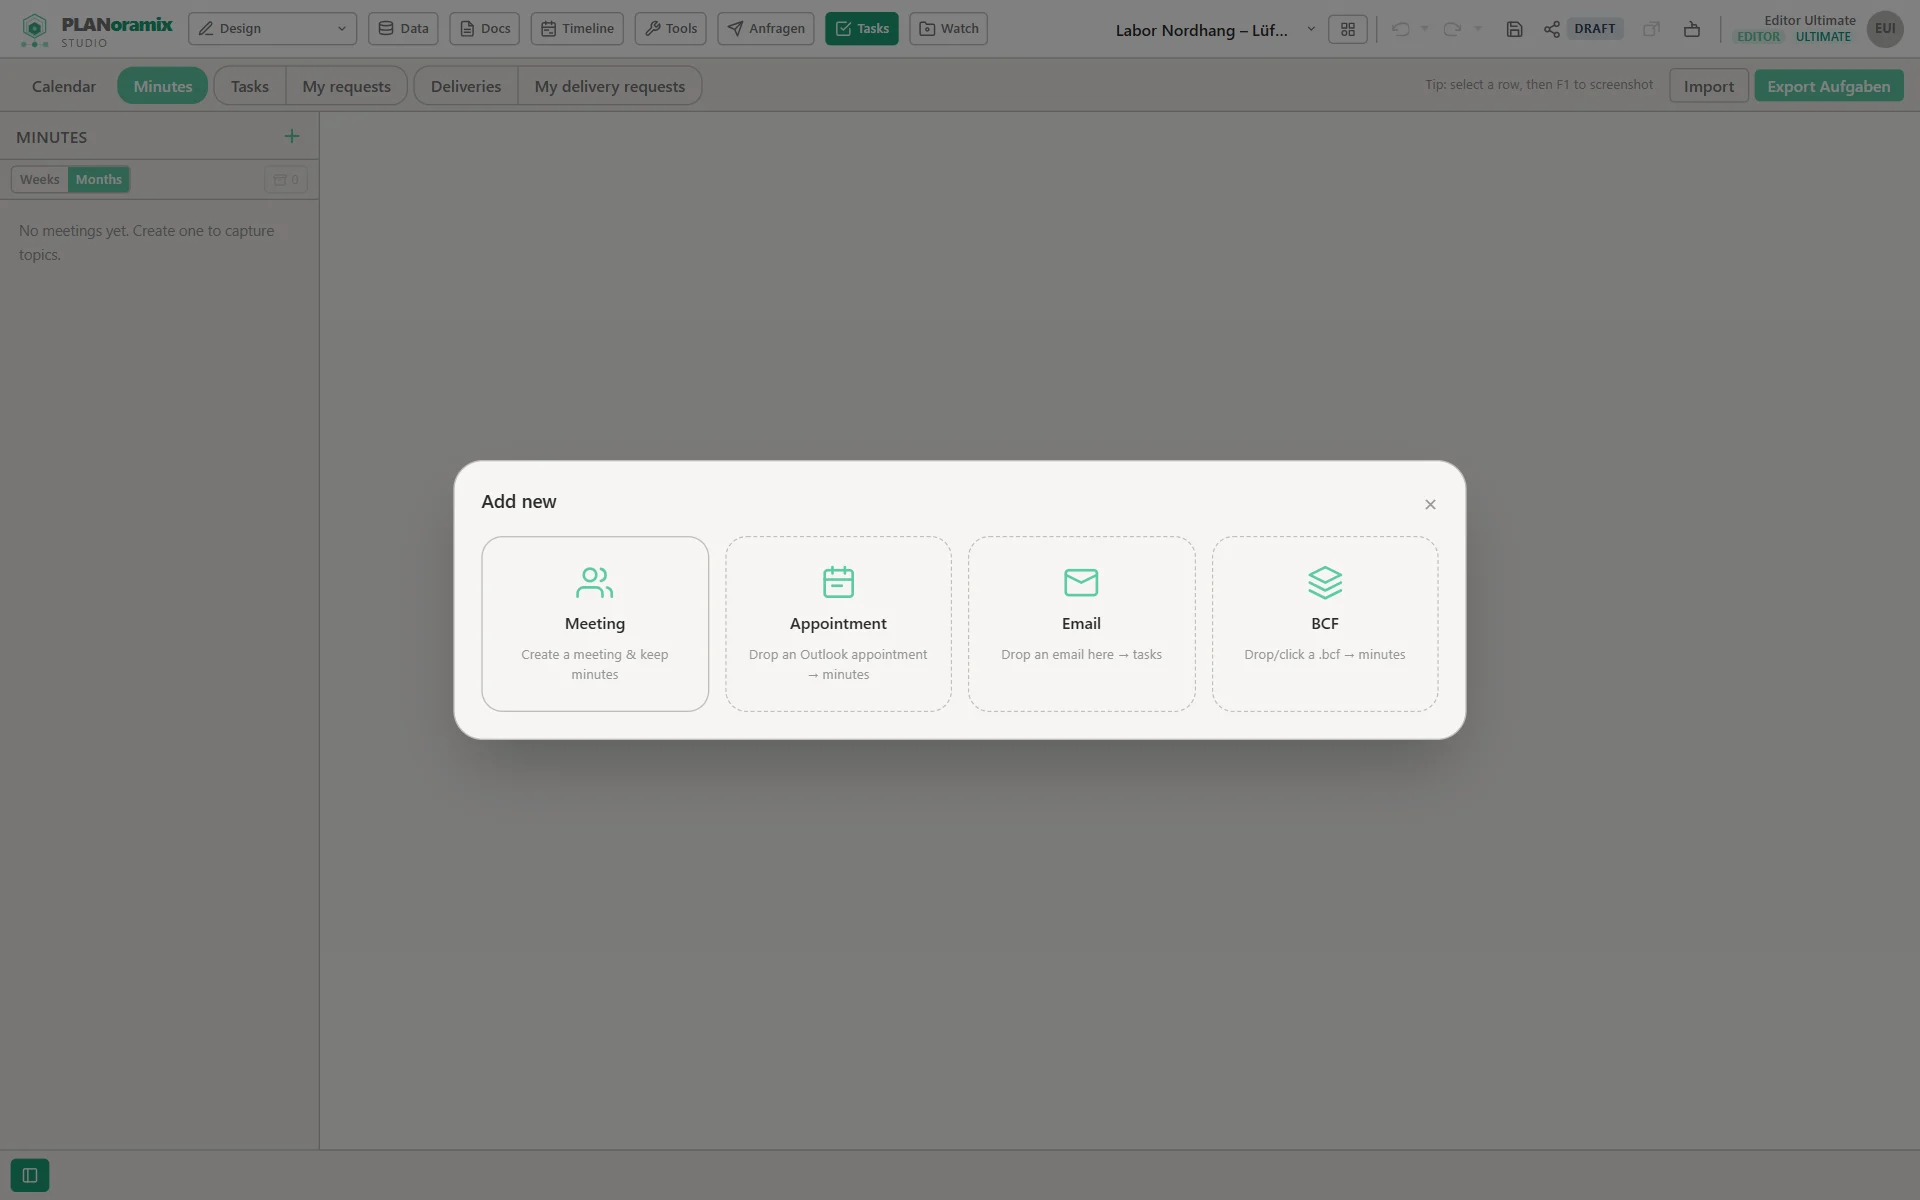 PLANoramix
STUDIO
Design
Data
Docs
Timeline
Tools
Anfragen
Tasks
Watch
Labor Nordhang – Lüf...
DRAFT
Editor Ultimate
EDITOR ULTIMATE
EUI
Calendar
Minutes
Tasks
My requests
Deliveries
My delivery requests
Tip: select a row, then F1 to screenshot
Import
Export Aufgaben
MINUTES
Weeks
Months
0
No meetings yet. Create one to capture
topics.
Add new
Meeting
Create a meeting & keep
minutes
Appointment
Drop an Outlook appointment
→ minutes
Email
Drop an email here → tasks
BCF
Drop/click a .bcf → minutes